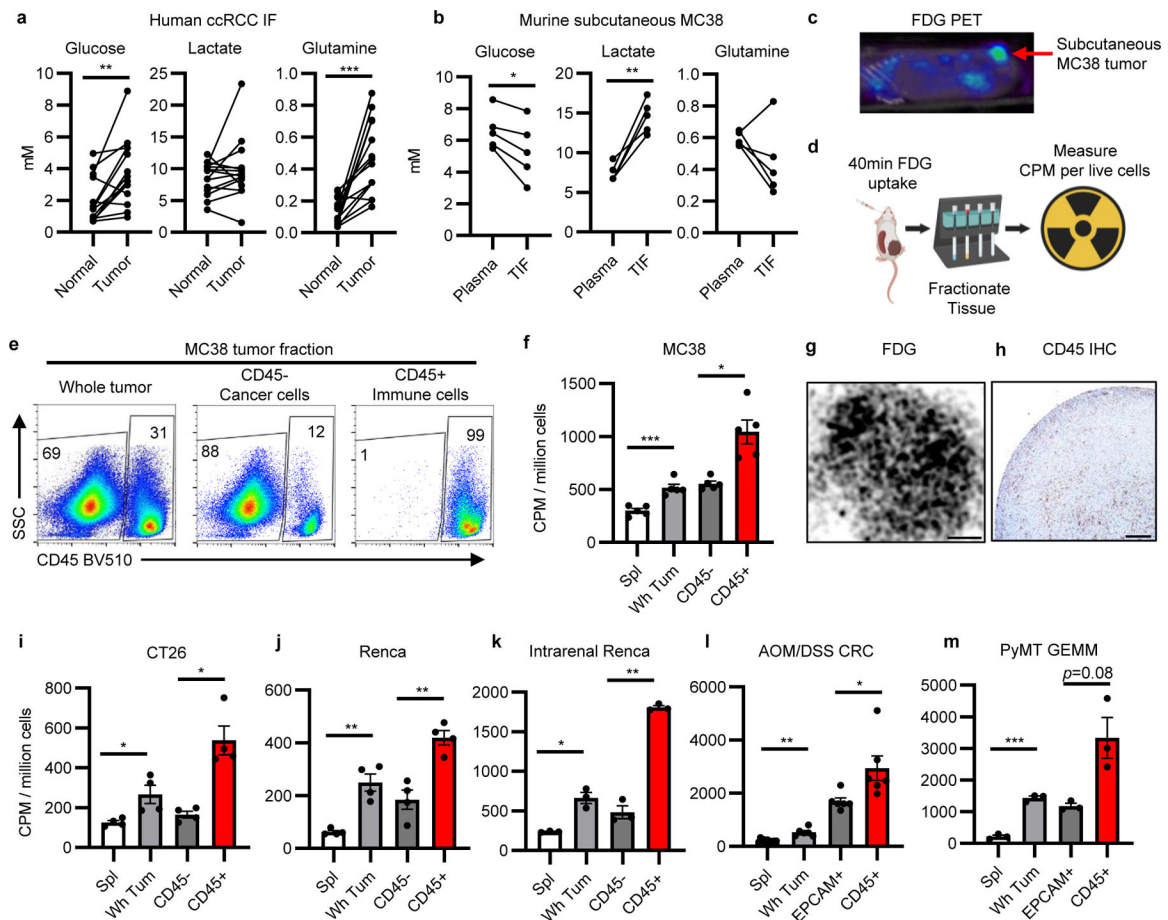 a
Human ccRCC IF
Glucose
Lactate
Glutamine
**
***
mM
10
8
6
4
2
0
25
20
15
10
5
0
1.0
0.8
0.6
0.4
0.2
0.0
Normal
Tumor
Normal
Tumor
Normal
Tumor
b
Murine subcutaneous MC38
Glucose
Lactate
Glutamine
*
**
mM
10
8
6
4
2
0
20
15
10
5
0
1.0
0.8
0.6
0.4
0.2
0.0
Plasma
TIF
Plasma
TIF
Plasma
TIF
c
FDG PET
Subcutaneous
MC38 tumor
d
40min FDG
uptake
Fractionate
Tissue
Measure
CPM per live cells
e
MC38 tumor fraction
Whole tumor
CD45-
Cancer cells
CD45+
Immune cells
69
31
88
12
1
99
SSC
CD45 BV510
f
MC38
CPM / million cells
1500
1000
500
0
***
*
Spl
Wh Tum
CD45-
CD45+
g
FDG
h
CD45 IHC
i
CT26
CPM / million cells
800
600
400
200
0
*
*
Spl
Wh Tum
CD45-
CD45+
j
Renca
600
400
200
0
**
**
Spl
Wh Tum
CD45-
CD45+
k
Intrarenal Renca
2000
1500
1000
500
0
*
**
Spl
Wh Tum
CD45-
CD45+
l
AOM/DSS CRC
6000
4000
2000
0
**
*
Spl
Wh Tum
EPCAM+
CD45+
m
PyMT GEMM
5000
4000
3000
2000
1000
0
***
p=0.08
Spl
Wh Tum
EPCAM+
CD45+